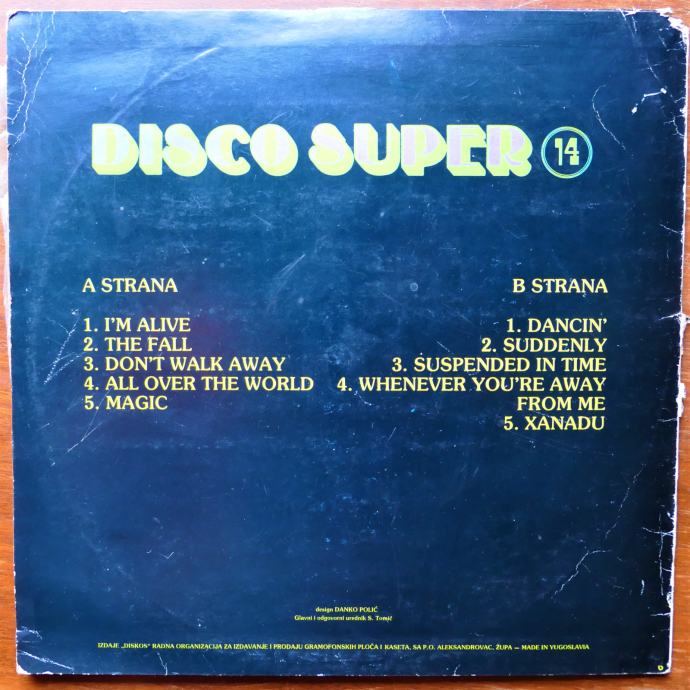 DISCO SUPER 14
A STRANA
1. I'M ALIVE
2. THE FALL
3. DON'T WALK AWAY
4. ALL OVER THE WORLD
5. MAGIC
B STRANA
1. DANCIN'
2. SUDDENLY
3. SUSPENDED IN TIME
4. WHENEVER YOU'RE AWAY
FROM ME
5. XANADU
design DANKO POLIĆ
Glavni i odgovorni urednik S. Tomić
IZDAJE „DISKOS" RADNA ORGANIZACIJA ZA IZDAVANJE I PRODAJU GRAMOFONSKIH PLOČA I KASETA, SA P.O. ALEKSANDROVAC, ŽUPA — MADE IN YUGOSLAVIA